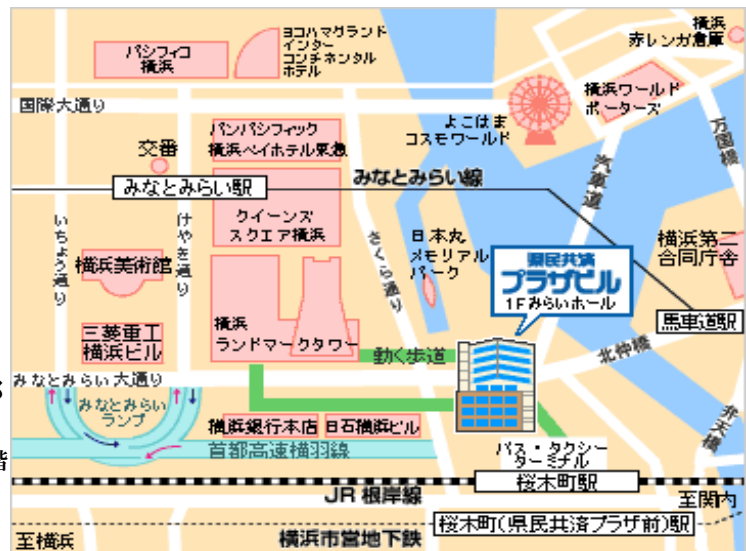 ヨコハマグランド
インター
コンチネンタル
ホテル
パシフィコ
横浜
横浜
赤レンガ倉庫
横浜ワールド
ポーターズ
国際大通り
よこはま
コスモワールド
万国橋
パンパシフィック
横浜ベイホテル東急
交番
汽車道
みなとみらい線
みなとみらい駅
いちょう通り
けやき通り
クイーンズ
スクエア横浜
さくら通り
日本丸
メモリアル
パーク
横浜第二
合同庁舎
県民共済
プラザビル
1Fみらいホール
横浜美術館
馬車道駅
三菱重工
横浜ビル
横浜
ランドマークタワー
動く歩道
北仲橋
みなとみらい大通り
みなとみらい
ランプ
弁天橋
横浜銀行本店
日石横浜ビル
首都高速横羽線
階
バス・タクシー
ターミナル
桜木町駅
JR 根岸線
至関内
桜木町(県民共済プラザ前)駅
至横浜
横浜市営地下鉄